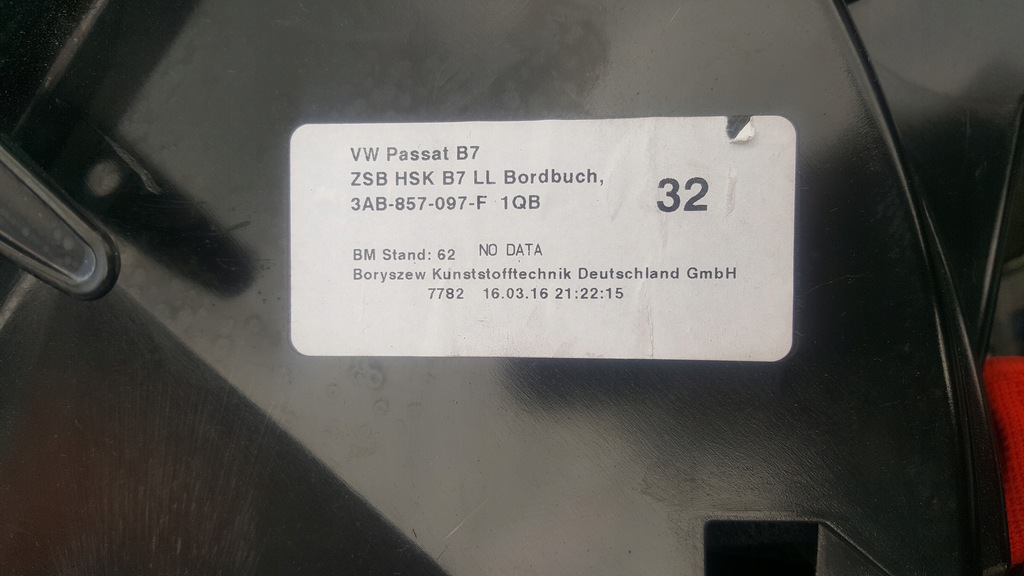 VW Passat B7
ZSB HSK B7 LL Bordbuch,
3AB-857-097-F 1QB
32
BM Stand: 62 NO DATA
Boryszew Kunststofftechnik Deutschland GmbH
7782 16.03.16 21:22:15